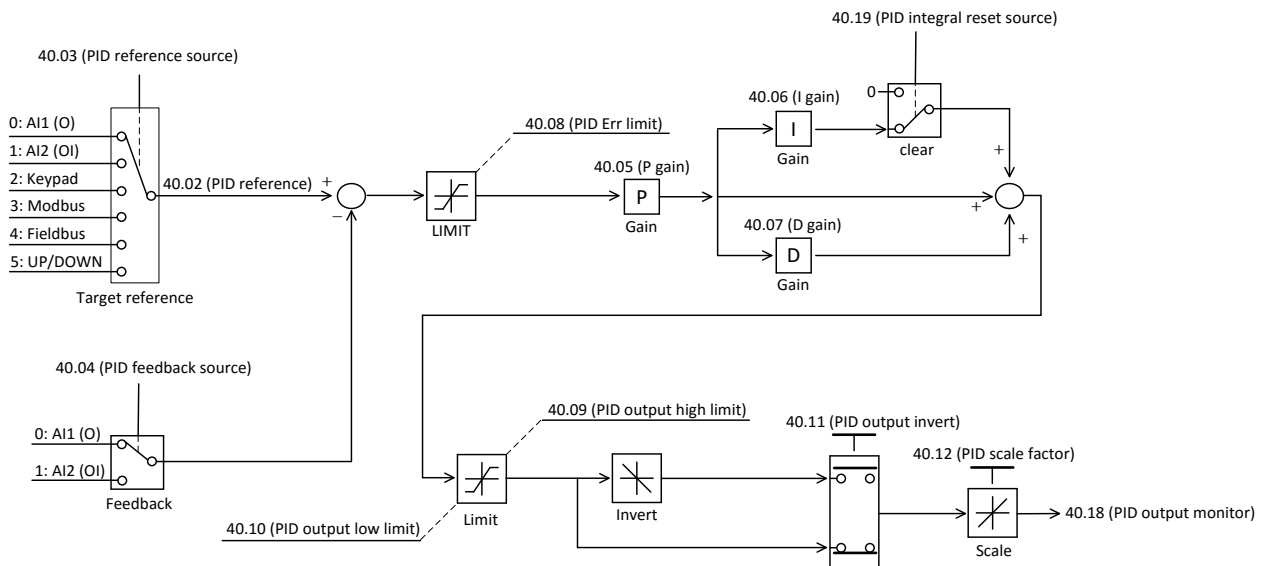 40.19 (PID integral reset source)
40.03 (PID reference source)
0: AI1 (O)
1: AI2 (OI)
2: Keypad
3: Modbus
4: Fieldbus
5: UP/DOWN
Target reference
40.02 (PID reference)
+
−
40.08 (PID Err limit)
LIMIT
40.05 (P gain)
P
Gain
40.06 (I gain)
I
Gain
0
clear
+
+
+
40.07 (D gain)
D
Gain
40.04 (PID feedback source)
0: AI1 (O)
1: AI2 (OI)
Feedback
40.09 (PID output high limit)
40.10 (PID output low limit)
Limit
Invert
40.11 (PID output invert)
40.12 (PID scale factor)
Scale
40.18 (PID output monitor)